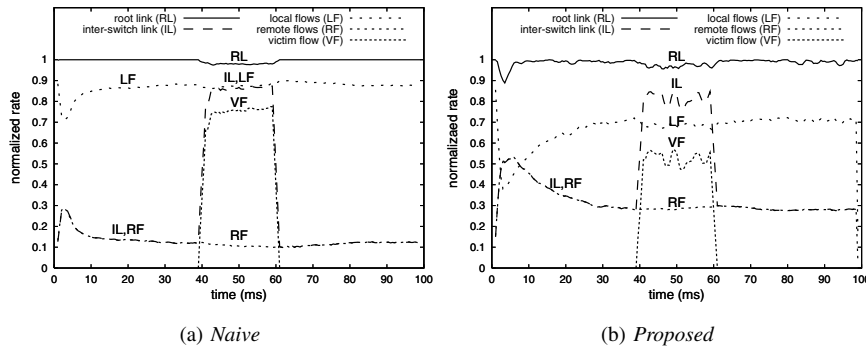 root link (RL)
inter-switch link (IL)
local flows (LF)
remote flows (RF)
victim flow (VF)
RL
LF
IL,LF
VF
IL,RF
RF
normalized rate
1
0.9
0.8
0.7
0.6
0.5
0.4
0.3
0.2
0.1
0
0 10 20 30 40 50 60 70 80 90 100
time (ms)
(a) Naive
root link (RL)
inter-switch link (IL)
local flows (LF)
remote flows (RF)
victim flow (VF)
RL
IL
LF
VF
IL,RF
RF
normalizaed rate
1
0.9
0.8
0.7
0.6
0.5
0.4
0.3
0.2
0.1
0
0 10 20 30 40 50 60 70 80 90 100
time (ms)
(b) Proposed